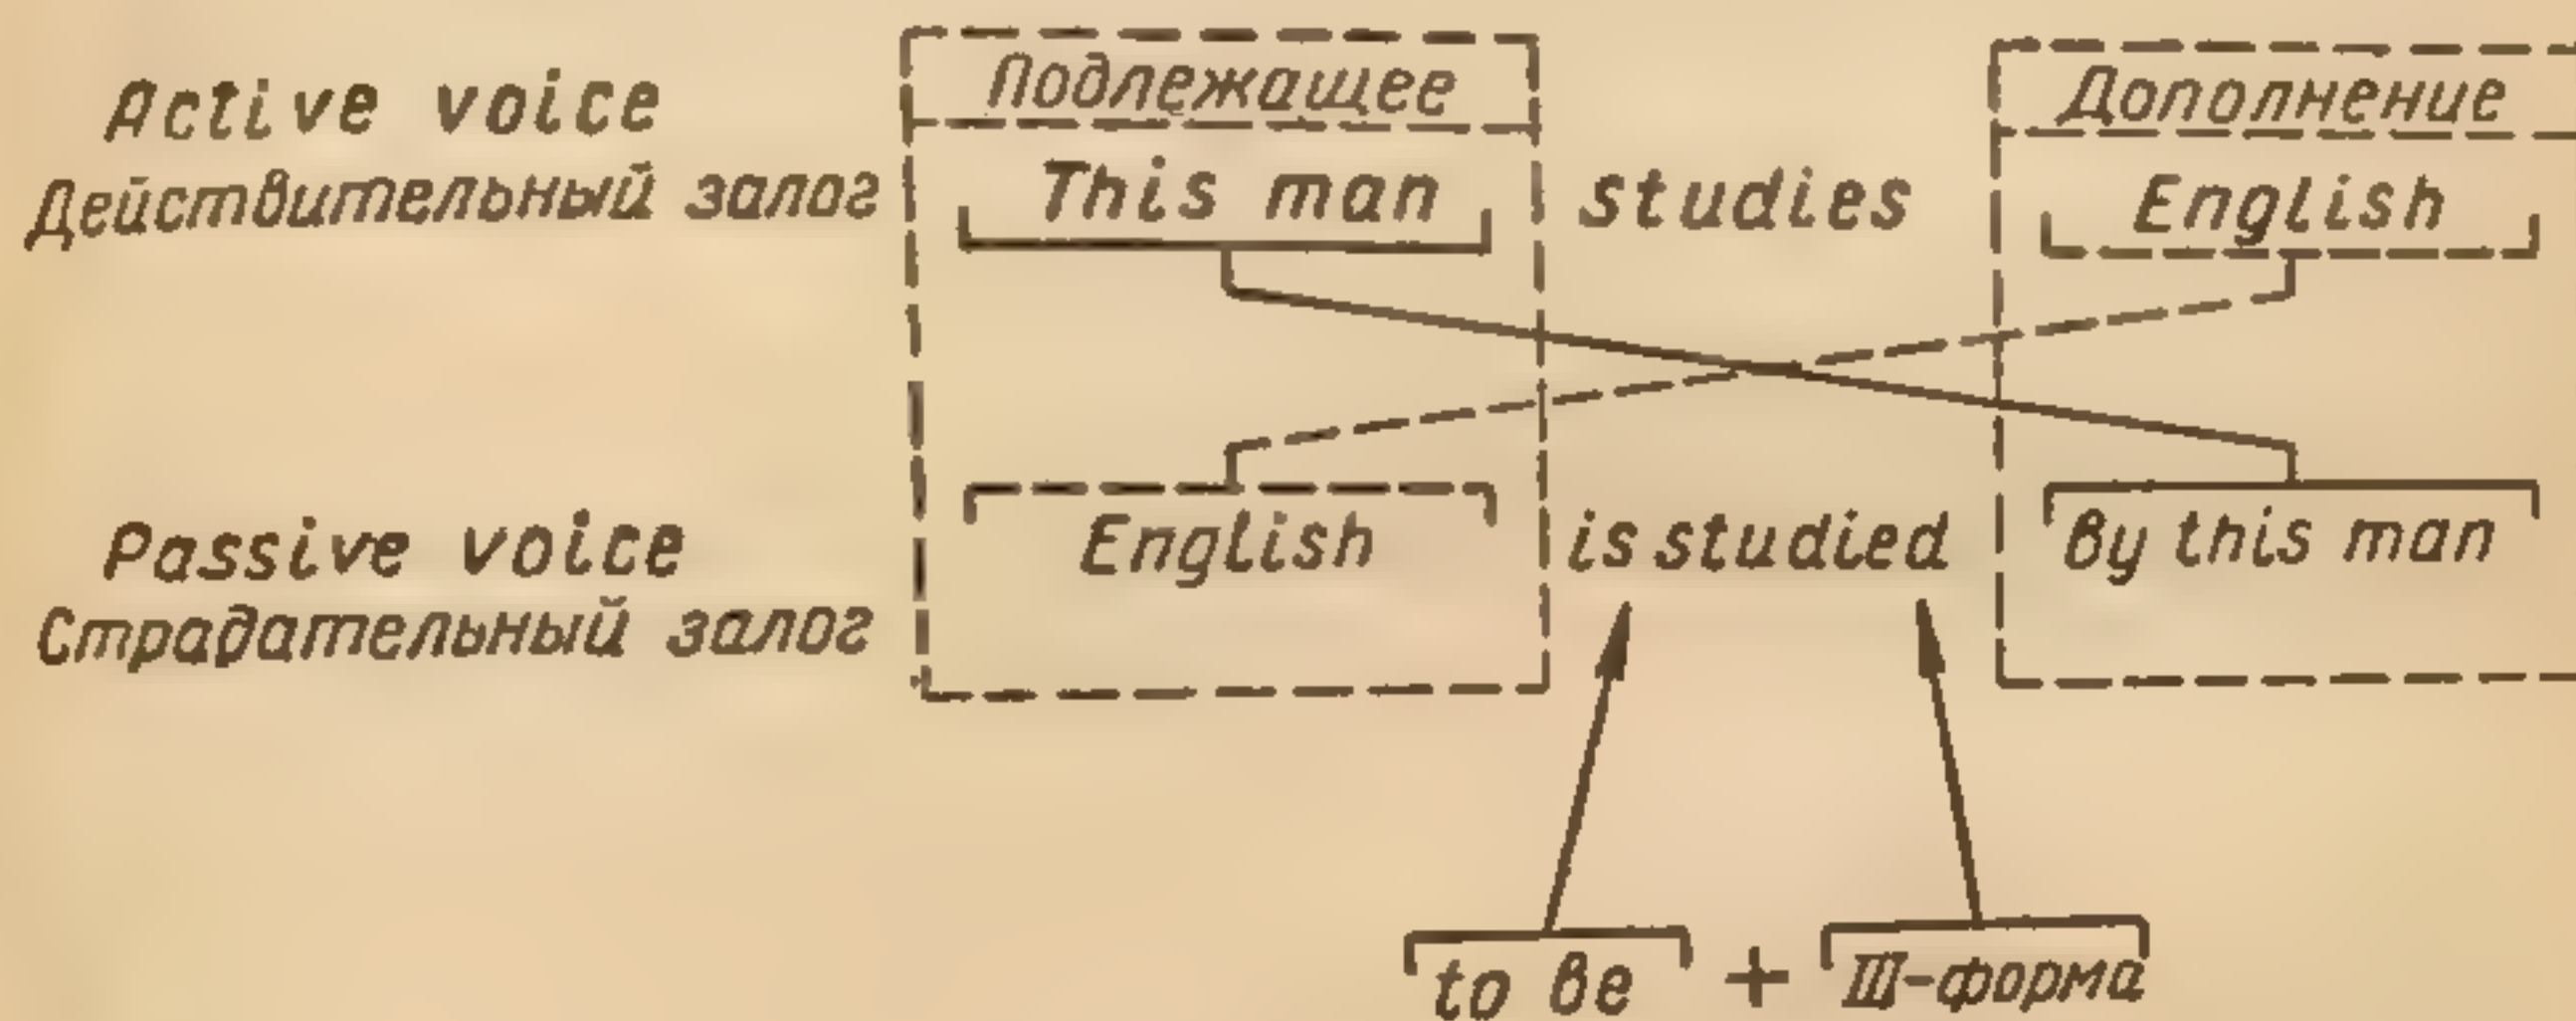 Подлежащее Дополнение
Active voice This man studies English
Действительный залог
Passive voice English is studied by this man
Страдательный залог
to be + III-форма